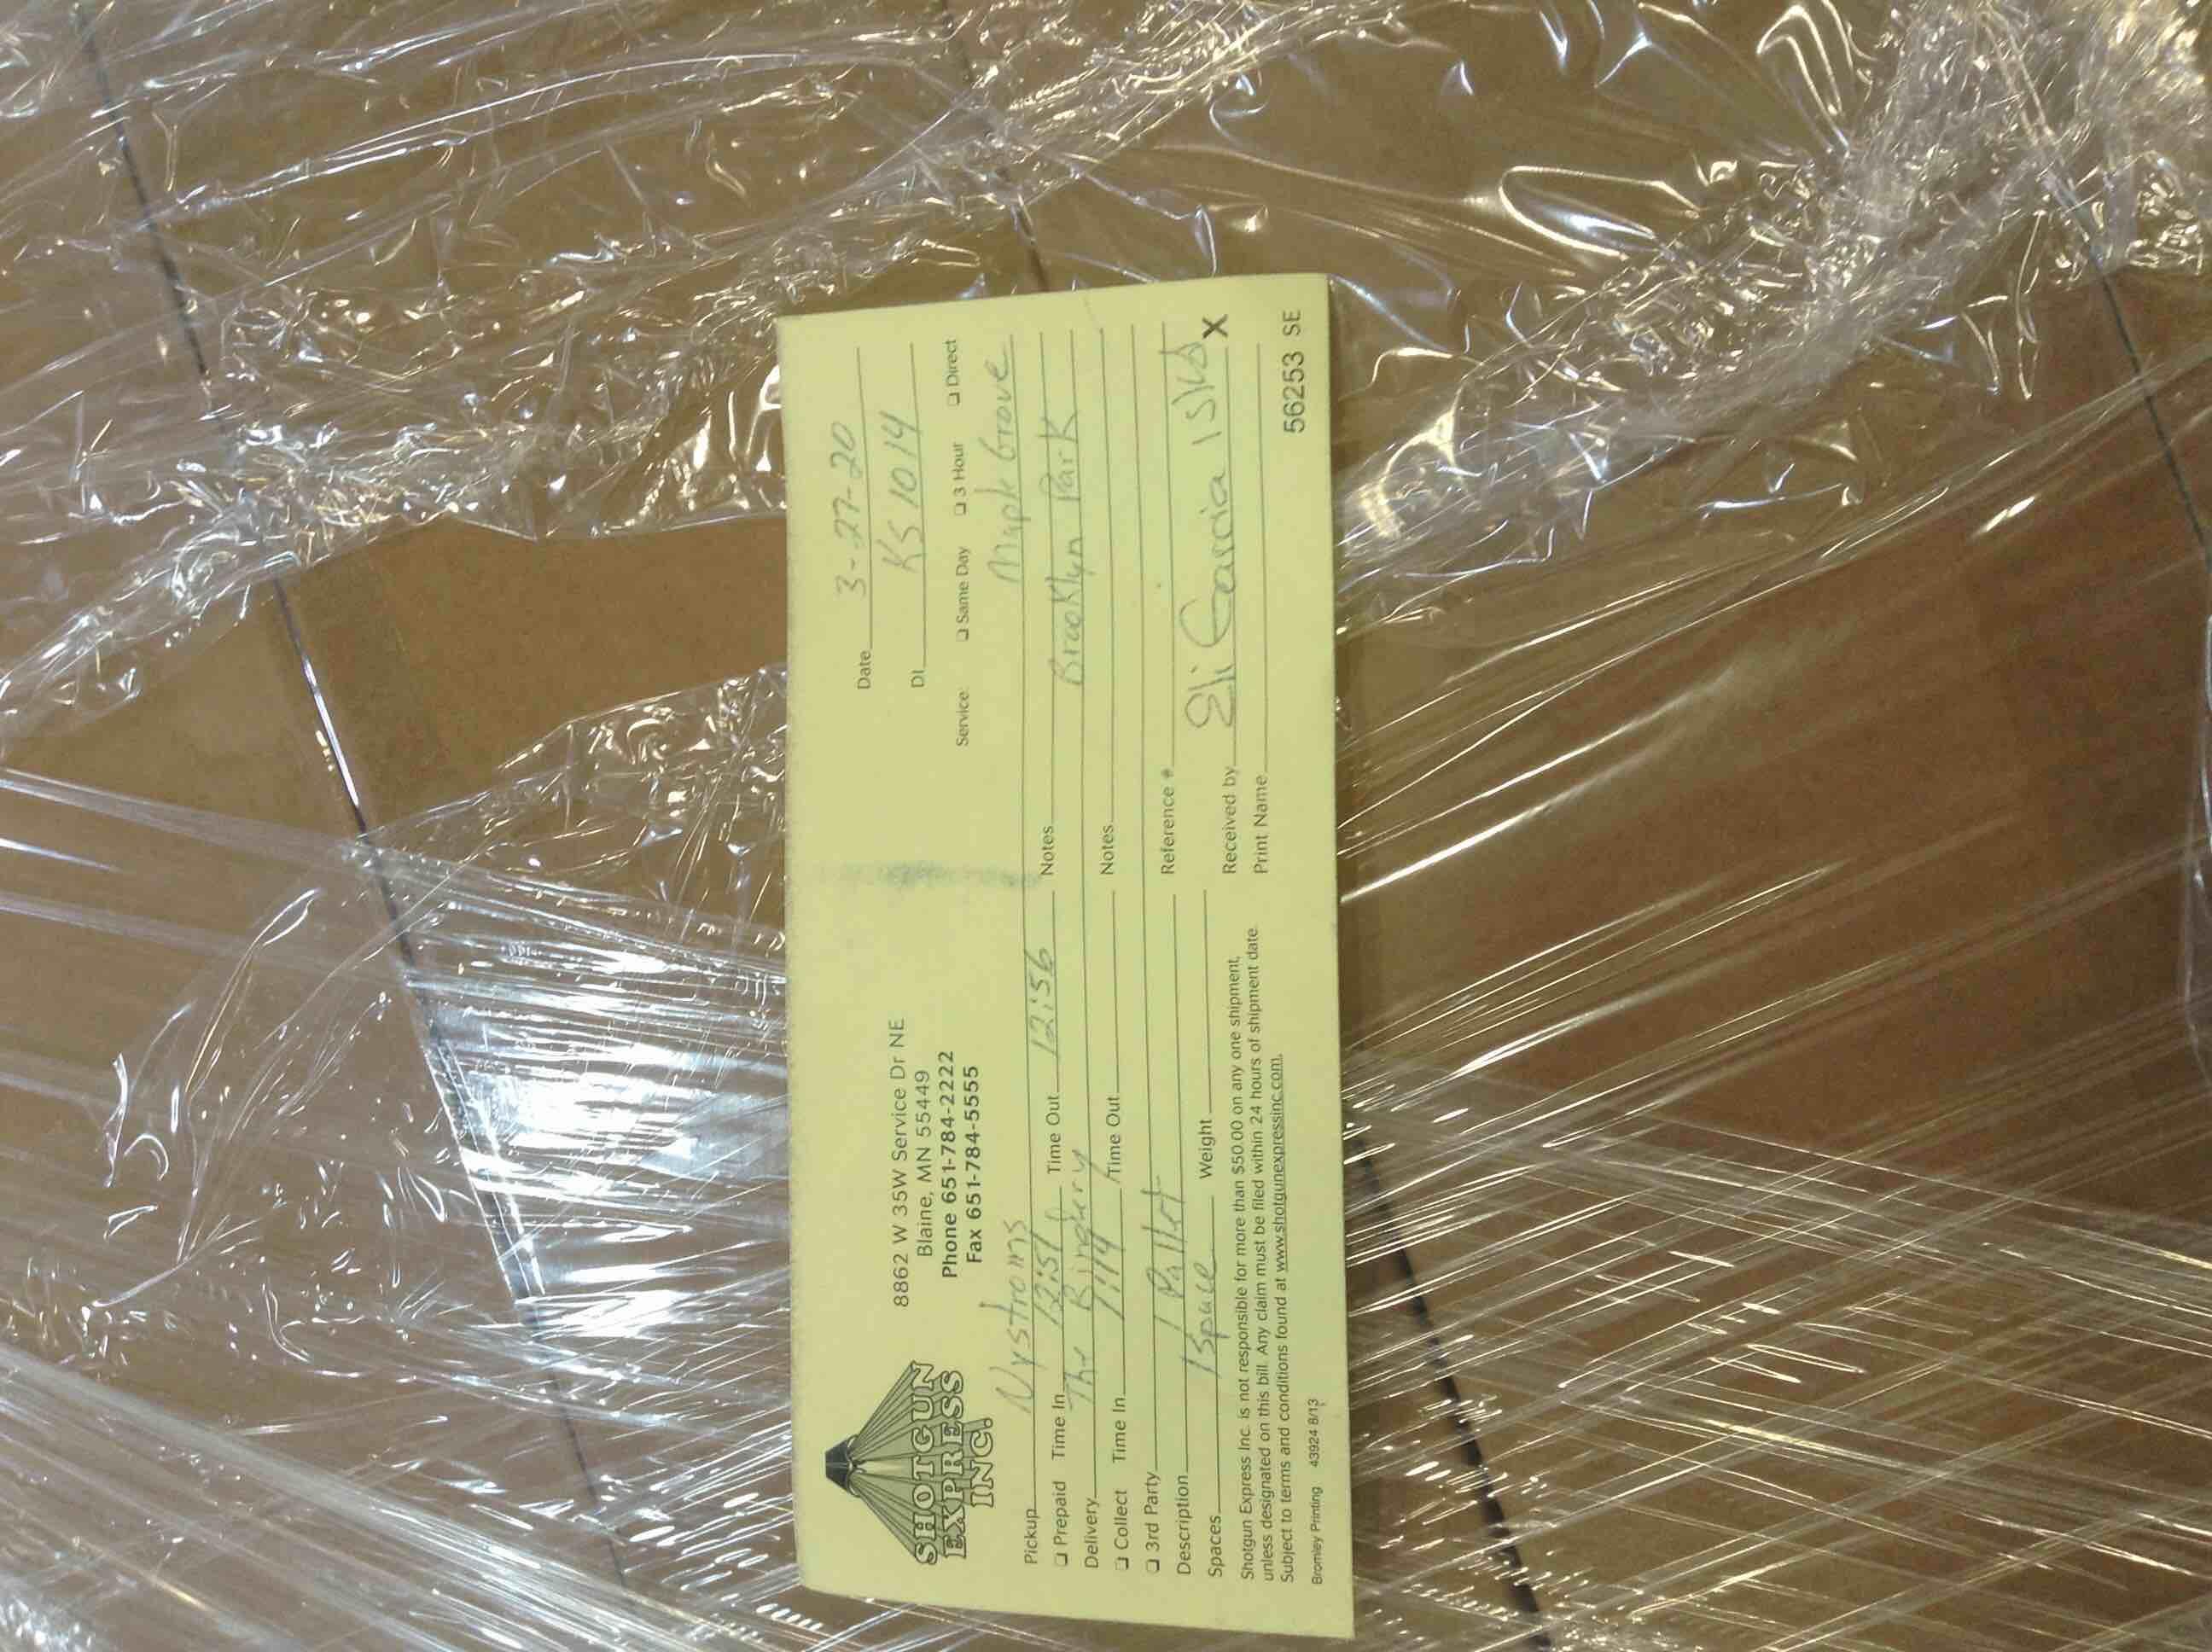 SHOTGUN
EXPRESS
INC.
8862 W 35W Service Dr NE
Blaine, MN 55449
Phone 651-784-2222
Fax 651-784-5555
Date 3-27-20
DI KS 1014
Service: ❑ Same Day ❑ 3 Hour ❑ Direct
Pickup Nystroms Maple Grove
❑ Prepaid Time In 12:51 Time Out 12:56 Notes
Delivery The Bindery Brooklyn Park
❑ Collect Time In 1:14 Time Out Notes
❑ 3rd Party
Description 1 Pallet Reference #
Spaces 1 Space Weight
Received by Eli Garcia 1 skid X
Print Name
Shotgun Express Inc. is not responsible for more than $50.00 on any one shipment,
unless designated on this bill. Any claim must be filed within 24 hours of shipment date.
Subject to terms and conditions found at www.shotgunexpressinc.com.
Bromley Printing 43924 8/13
56253 SE